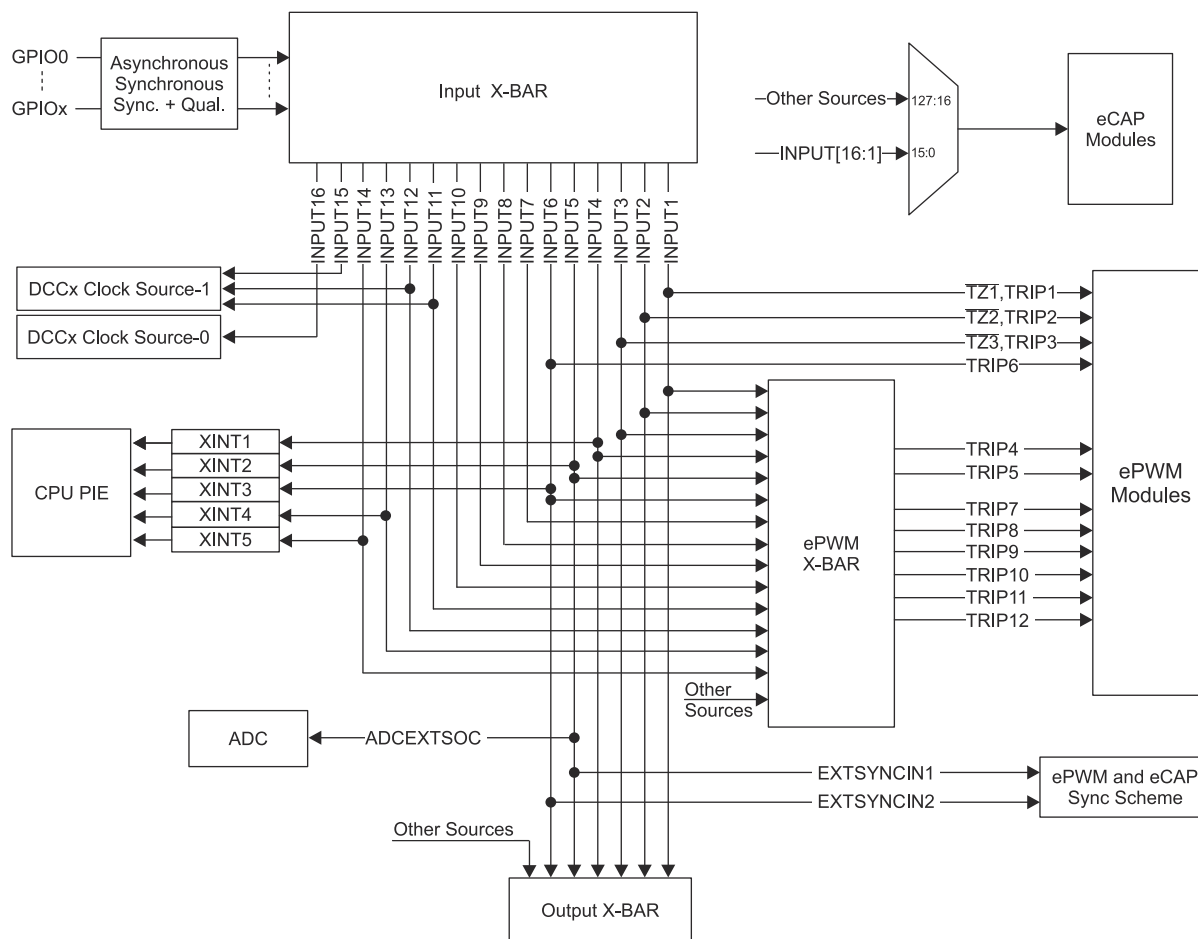 GPIO0
GPIOx
Asynchronous
Synchronous
Sync. + Qual.
Input X-BAR
Other Sources
127:16
INPUT[16:1]
15:0
eCAP
Modules
INPUT16
INPUT15
INPUT14
INPUT13
INPUT12
INPUT11
INPUT10
INPUT9
INPUT8
INPUT7
INPUT6
INPUT5
INPUT4
INPUT3
INPUT2
INPUT1
DCCx Clock Source-1
DCCx Clock Source-0
TZ1,TRIP1
TZ2,TRIP2
TZ3,TRIP3
TRIP6
CPU PIE
XINT1
XINT2
XINT3
XINT4
XINT5
ePWM
X-BAR
TRIP4
TRIP5
TRIP7
TRIP8
TRIP9
TRIP10
TRIP11
TRIP12
ePWM
Modules
Other
Sources
ADC
ADCEXTSOC
EXTSYNCIN1
EXTSYNCIN2
ePWM and eCAP
Sync Scheme
Other Sources
Output X-BAR